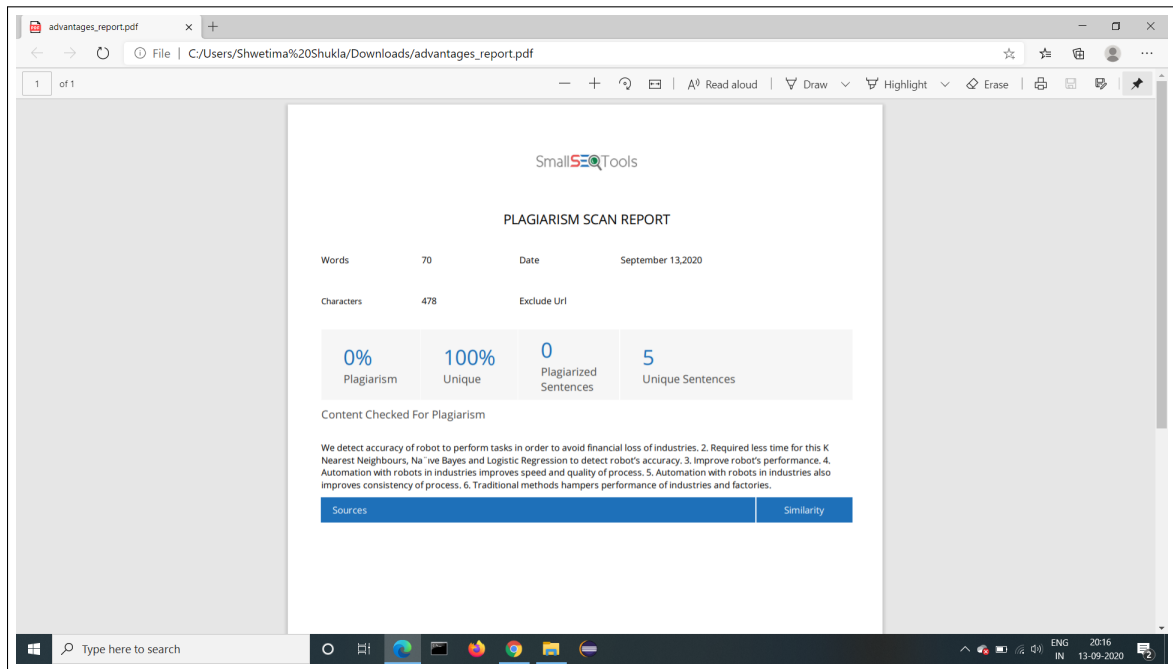 advantages_report.pdf
File | C:/Users/Shwetima%20Shukla/Downloads/advantages_report.pdf
1 of 1 A Read aloud | Draw Highlight Erase
SmallSEOTools
PLAGIARISM SCAN REPORT
Words 70 Date September 13,2020
Characters 478 Exclude Url
0% 100% 0 5
Plagiarism Unique Plagiarized Sentences Unique Sentences
Content Checked For Plagiarism
We detect accuracy of robot to perform tasks in order to avoid financial loss of industries. 2. Required less time for this K
Nearest Neighbours, Na¨ıve Bayes and Logistic Regression to detect robot's accuracy. 3. Improve robot's performance. 4.
Automation with robots in industries improves speed and quality of process. 5. Automation with robots in industries also
improves consistency of process. 6. Traditional methods hampers performance of industries and factories.
Sources Similarity
Type here to search
ENG 20:16
IN 13-09-2020 2